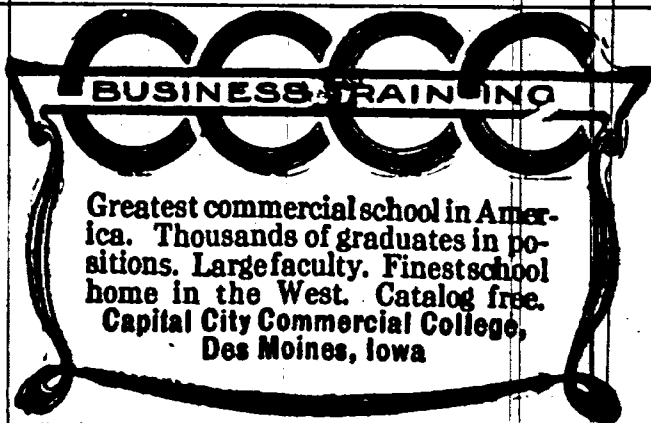 CCCC
BUSINESS TRAINING
Greatest commercial school in Amer-
ica. Thousands of graduates in po-
sitions. Large faculty. Finest school
home in the West. Catalog free.
Capital City Commercial College,
Des Moines, Iowa